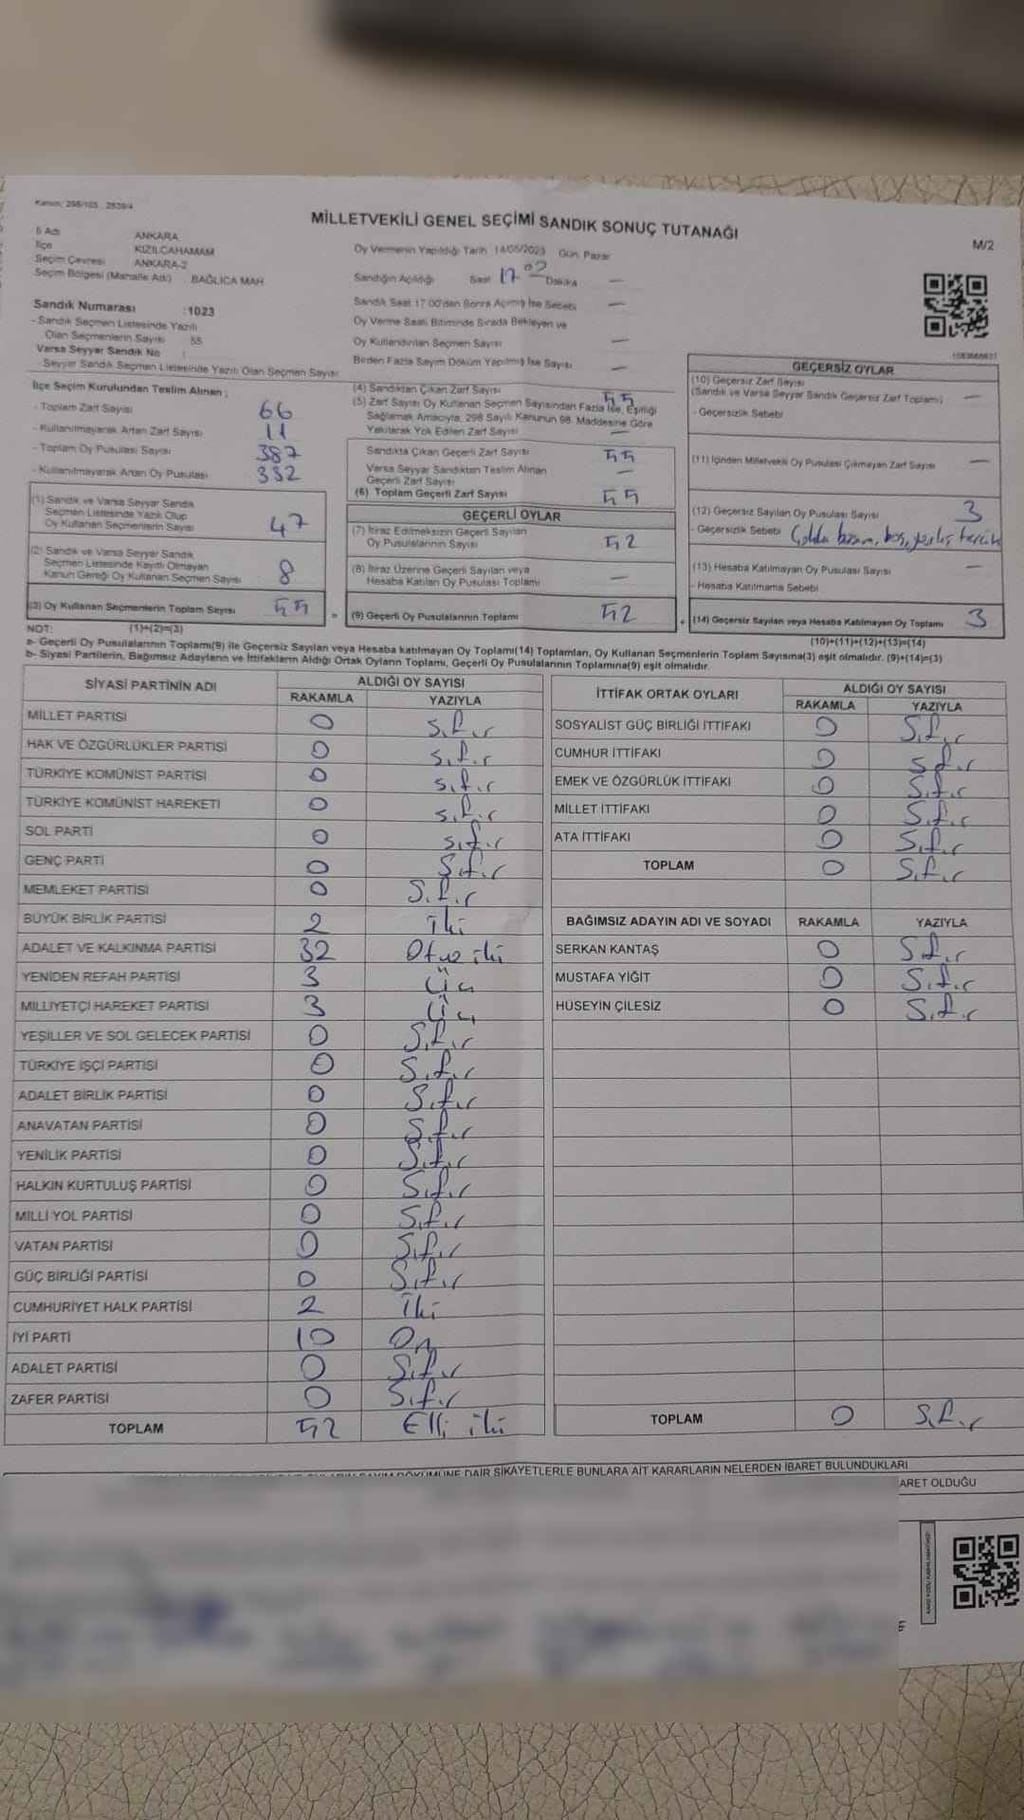 Kanun: 298/105 2839/4
MİLLETVEKİLİ GENEL SEÇİMİ SANDIK SONUÇ TUTANAĞI
M/2
İl Adı ANKARA
İlçe KIZILCAHAMAM
Seçim Çevresi ANKARA-2
Seçim Bölgesi (Mahalle Adı) BAĞLICA MAH
Oy Vermenin Yapıldığı Tarih 14/05/2023 Gün Pazar
Sandığın Açıldığı Saat 17 02 Dakika —
Sandık Saat 17.00'den Sonra Açılmış İse Sebebi —
Oy Verme Saati Bitiminde Sırada Bekleyen ve
Oy Kullandırılan Seçmen Sayısı —
Birden Fazla Sayım Döküm Yapılmış İse Sayısı —
Sandık Numarası :1023
- Sandık Seçmen Listesinde Yazılı
Olan Seçmenlerin Sayısı 55
Varsa Seyyar Sandık No :
Seyyar Sandık Seçmen Listesinde Yazılı Olan Seçmen Sayısı
İlçe Seçim Kurulundan Teslim Alınan ;
- Toplam Zarf Sayısı 66
- Kullanılmayarak Artan Zarf Sayısı 11
- Toplam Oy Pusulası Sayısı 387
- Kullanılmayarak Artan Oy Pusulası 332
(1) Sandık ve Varsa Seyyar Sandık
Seçmen Listesinde Yazılı Olup
Oy Kullanan Seçmenlerin Sayısı 47
(2) Sandık ve Varsa Seyyar Sandık
Seçmen Listesinde Kayıtlı Olmayan
Kanun Gereği Oy Kullanan Seçmen Sayısı 8
(3) Oy Kullanan Seçmenlerin Toplam Sayısı 55
(4) Sandıktan Çıkan Zarf Sayısı 55
(5) Zarf Sayısı Oy Kullanan Seçmen Sayısından Fazla İse, Eşitliği
Sağlamak Amacıyla, 298 Sayılı Kanunun 98. Maddesine Göre
Yakılarak Yok Edilen Zarf Sayısı —
Sandıkta Çıkan Geçerli Zarf Sayısı 55
Varsa Seyyar Sandıktan Teslim Alınan
Geçerli Zarf Sayısı —
(6) Toplam Geçerli Zarf Sayısı 55
GEÇERLİ OYLAR
(7) İtiraz Edilmeksizin Geçerli Sayılan
Oy Pusulalarının Sayısı 52
(8) İtiraz Üzerine Geçerli Sayılan veya
Hesaba Katılan Oy Pusulası Toplamı —
= (9) Geçerli Oy Pusulalarının Toplamı 52
GEÇERSİZ OYLAR
(10) Geçersiz Zarf Sayısı
(Sandık ve Varsa Seyyar Sandık Geçersiz Zarf Toplamı) —
- Geçersizlik Sebebi
(11) İçinden Milletvekili Oy Pusulası Çıkmayan Zarf Sayısı —
(12) Geçersiz Sayılan Oy Pusulası Sayısı 3
- Geçersizlik Sebebi
(13) Hesaba Katılmayan Oy Pusulası Sayısı —
- Hesaba Katılmama Sebebi
+ (14) Geçersiz Sayılan veya Hesaba Katılmayan Oy Toplamı 3
NOT: (1)+(2)=(3)
(10)+(11)+(12)+(13)=(14)
a- Geçerli Oy Pusulalarının Toplamı(9) ile Geçersiz Sayılan veya Hesaba katılmayan Oy Toplamı(14) Toplamları, Oy Kullanan Seçmenlerin Toplam Sayısına(3) eşit olmalıdır. (9)+(14)=(3)
b- Siyasi Partilerin, Bağımsız Adayların ve İttifakların Aldığı Ortak Oyların Toplamı, Geçerli Oy Pusulalarının Toplamına(9) eşit olmalıdır.
SİYASİ PARTİNİN ADI
ALDIĞI OY SAYISI
RAKAMLA YAZIYLA
MİLLET PARTİSİ 0 Sıfır
HAK VE ÖZGÜRLÜKLER PARTİSİ 0 Sıfır
TÜRKİYE KOMÜNİST PARTİSİ 0 Sıfır
TÜRKİYE KOMÜNİST HAREKETİ 0 Sıfır
SOL PARTİ 0 Sıfır
GENÇ PARTİ 0 Sıfır
MEMLEKET PARTİSİ 0 Sıfır
BÜYÜK BİRLİK PARTİSİ 2 İki
ADALET VE KALKINMA PARTİSİ 32 Otuz iki
YENİDEN REFAH PARTİSİ 3 Üç
MİLLİYETÇİ HAREKET PARTİSİ 3 Üç
YEŞİLLER VE SOL GELECEK PARTİSİ 0 Sıfır
TÜRKİYE İŞÇİ PARTİSİ 0 Sıfır
ADALET BİRLİK PARTİSİ 0 Sıfır
ANAVATAN PARTİSİ 0 Sıfır
YENİLİK PARTİSİ 0 Sıfır
HALKIN KURTULUŞ PARTİSİ 0 Sıfır
MİLLİ YOL PARTİSİ 0 Sıfır
VATAN PARTİSİ 0 Sıfır
GÜÇ BİRLİĞİ PARTİSİ 0 Sıfır
CUMHURİYET HALK PARTİSİ 2 İki
İYİ PARTİ 10 On
ADALET PARTİSİ 0 Sıfır
ZAFER PARTİSİ 0 Sıfır
TOPLAM 52 Elli iki
İTTİFAK ORTAK OYLARI
ALDIĞI OY SAYISI
RAKAMLA YAZIYLA
SOSYALİST GÜÇ BİRLİĞİ İTTİFAKI 0 Sıfır
CUMHUR İTTİFAKI 0 Sıfır
EMEK VE ÖZGÜRLÜK İTTİFAKI 0 Sıfır
MİLLET İTTİFAKI 0 Sıfır
ATA İTTİFAKI 0 Sıfır
TOPLAM 0 Sıfır
BAĞIMSIZ ADAYIN ADI VE SOYADI RAKAMLA YAZIYLA
SERKAN KANTAŞ 0 Sıfır
MUSTAFA YİĞİT 0 Sıfır
HÜSEYİN ÇİLESİZ 0 Sıfır
TOPLAM 0 Sıfır
DÖKÜMÜNE DAİR ŞİKAYETLERLE BUNLARA AİT KARARLARIN NELERDEN İBARET BULUNDUKLARI
ARET OLDUĞU